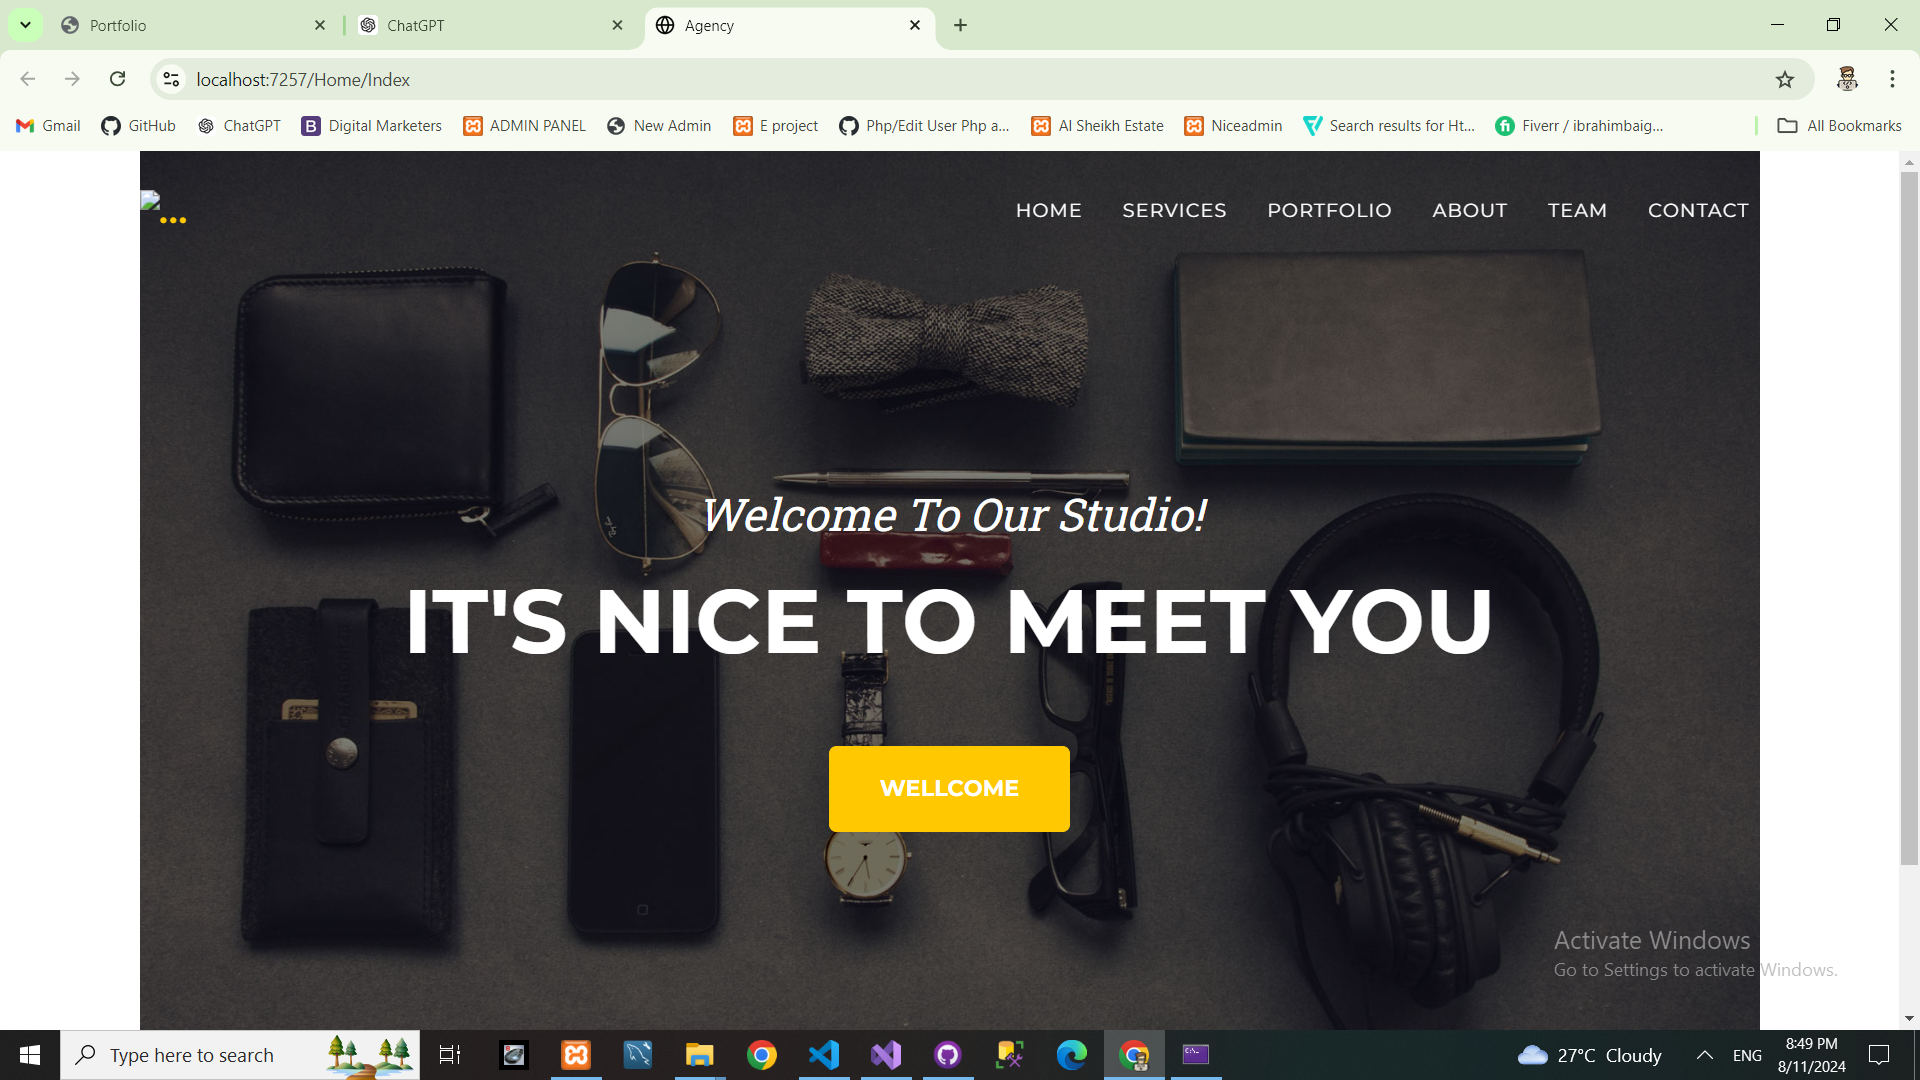 Portfolio
ChatGPT
Agency
localhost:7257/Home/Index
Gmail
GitHub
ChatGPT
Digital Marketers
ADMIN PANEL
New Admin
E project
Php/Edit User Php a...
Al Sheikh Estate
Niceadmin
Search results for Ht...
Fiverr / ibrahimbaig...
All Bookmarks
...
HOME SERVICES PORTFOLIO ABOUT TEAM CONTACT
Welcome To Our Studio!
IT'S NICE TO MEET YOU
WELLCOME
Activate Windows
Go to Settings to activate Windows.
Type here to search
27°C Cloudy
ENG
8:49 PM
8/11/2024